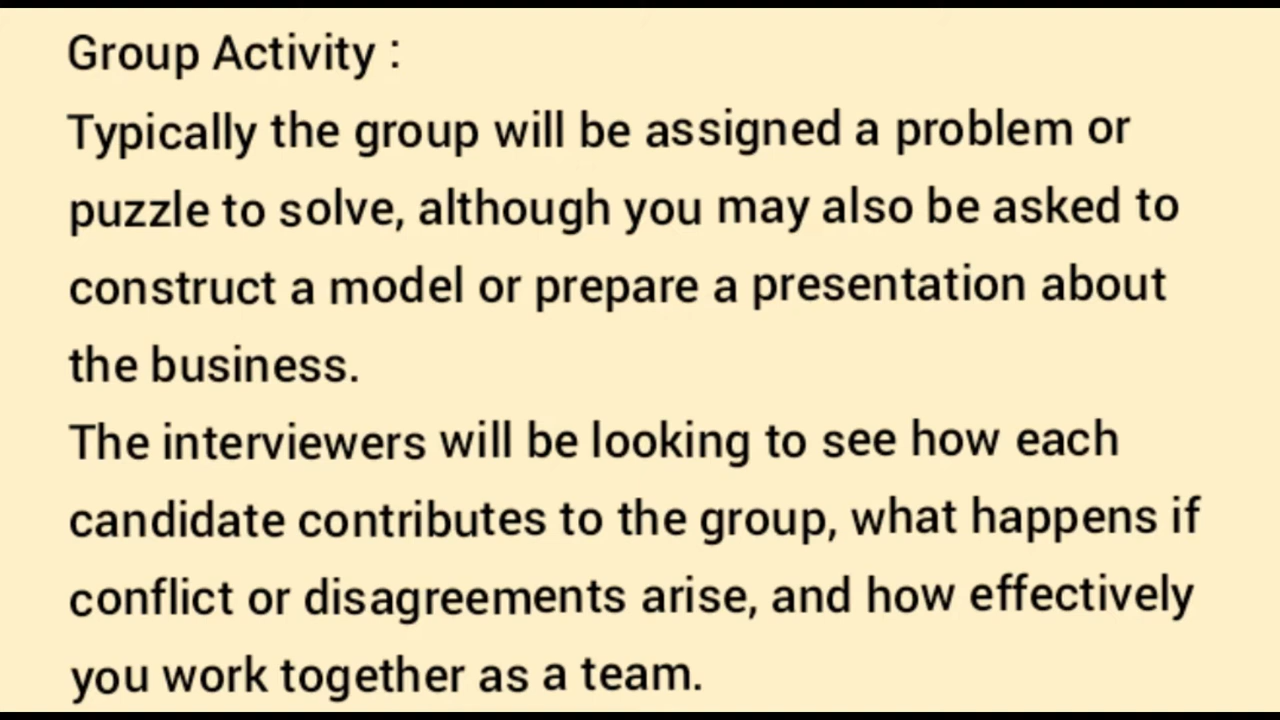 Group Activity :
Typically the group will be assigned a problem or
puzzle to solve, although you may also be asked to
construct a model or prepare a presentation about
the business.
The interviewers will be looking to see how each
candidate contributes to the group, what happens if
conflict or disagreements arise, and how effectively
you work together as a team.